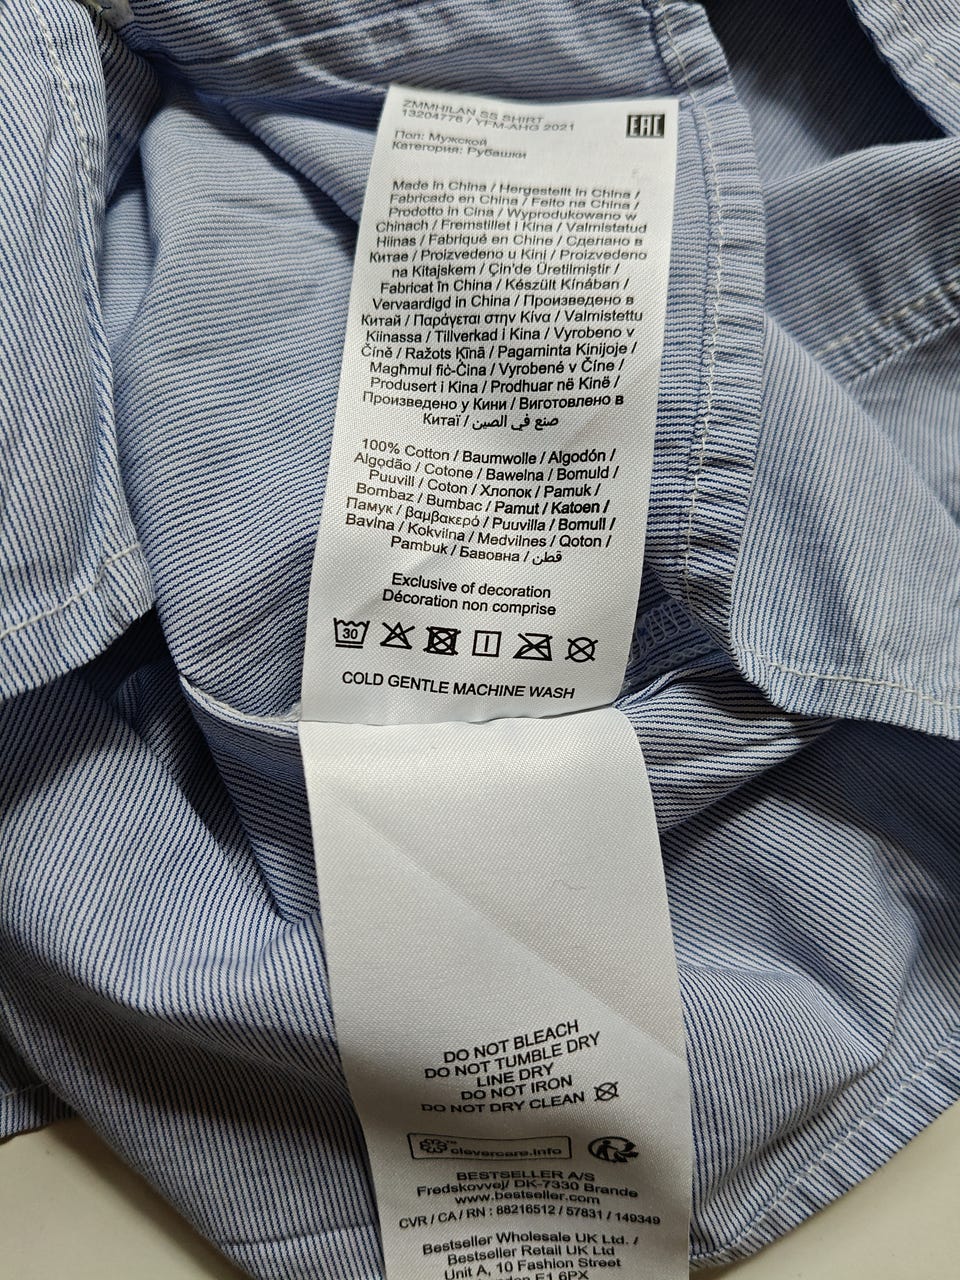 ZMMHILAN SS SHIRT
13204776 / YFM-AHG 2021
EAC
Пол: Мужской
Категория: Рубашки
Made in China / Hergestellt in China /
Fabricado en China / Feito na China /
Prodotto in Cina / Wyprodukowano w
Chinach / Fremstillet i Kina / Valmistatud
Hiinas / Fabriqué en Chine / Сделано в
Китае / Proizvedeno u Kini / Proizvedeno
na Kitajskem / Çin'de Üretilmiştir /
Fabricat în China / Készült Kínában /
Vervaardigd in China / Произведено в
Китай / Παράγεται στην Κίνα / Valmistettu
Kiinassa / Tillverkad i Kina / Vyrobeno v
Číně / Ražots Ķīnā / Pagaminta Kinijoje /
Magħmul fiċ-Ċina / Vyrobené v Číne /
Produsert i Kina / Prodhuar në Kinë /
Произведено у Кини / Виготовлено в
Китаї / صنع في الصين
100% Cotton / Baumwolle / Algodón /
Algodão / Cotone / Bawełna / Bomuld /
Puuvill / Coton / Хлопок / Pamuk /
Bombaz / Bumbac / Pamut / Katoen /
Памук / βαμβακερό / Puuvilla / Bomull /
Bavlna / Kokvilna / Medvilnes / Qoton /
Pambuk / Бавовна / قطن
Exclusive of decoration
Décoration non comprise
30
COLD GENTLE MACHINE WASH
DO NOT BLEACH
DO NOT TUMBLE DRY
LINE DRY
DO NOT IRON
DO NOT DRY CLEAN
clevercare.info
BESTSELLER A/S
Fredskovvej/ DK-7330 Brande
www.bestseller.com
CVR / CA / RN : 88216512 / 57831 / 149349
Bestseller Wholesale UK Ltd. /
Bestseller Retail UK Ltd
Unit A, 10 Fashion Street
London E1 6PX